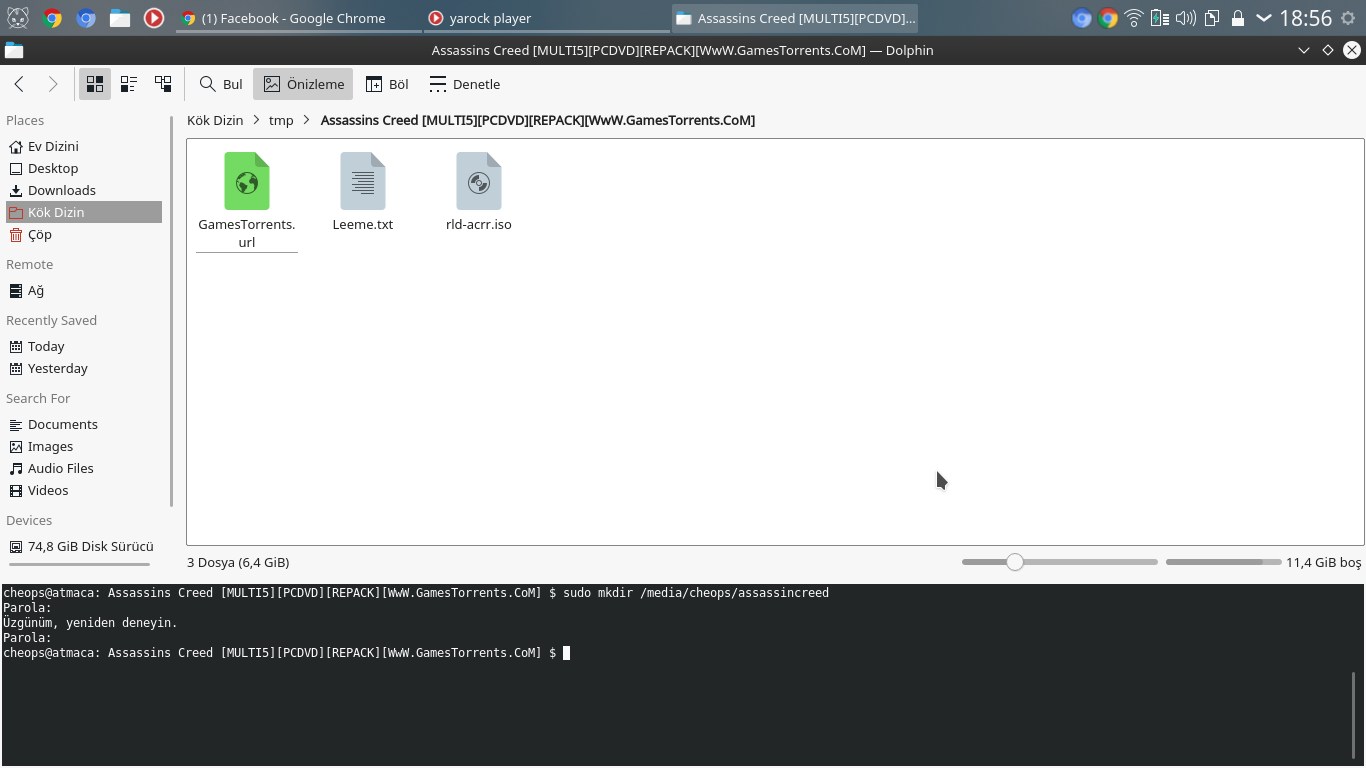 (1) Facebook - Google Chrome
yarock player
Assassins Creed [MULTI5][PCDVD]...
18:56
Assassins Creed [MULTI5][PCDVD][REPACK][WwW.GamesTorrents.CoM] — Dolphin
Bul
Önizleme
Böl
Denetle
Places
Ev Dizini
Desktop
Downloads
Kök Dizin
Çöp
Remote
Ağ
Recently Saved
Today
Yesterday
Search For
Documents
Images
Audio Files
Videos
Devices
74,8 GiB Disk Sürücü
Kök Dizin > tmp > Assassins Creed [MULTI5][PCDVD][REPACK][WwW.GamesTorrents.CoM]
GamesTorrents.
url
Leeme.txt
rld-acrr.iso
3 Dosya (6,4 GiB)
11,4 GiB boş
cheops@atmaca: Assassins Creed [MULTI5][PCDVD][REPACK][WwW.GamesTorrents.CoM] $ sudo mkdir /media/cheops/assassincreed
Parola:
Üzgünüm, yeniden deneyin.
Parola:
cheops@atmaca: Assassins Creed [MULTI5][PCDVD][REPACK][WwW.GamesTorrents.CoM] $